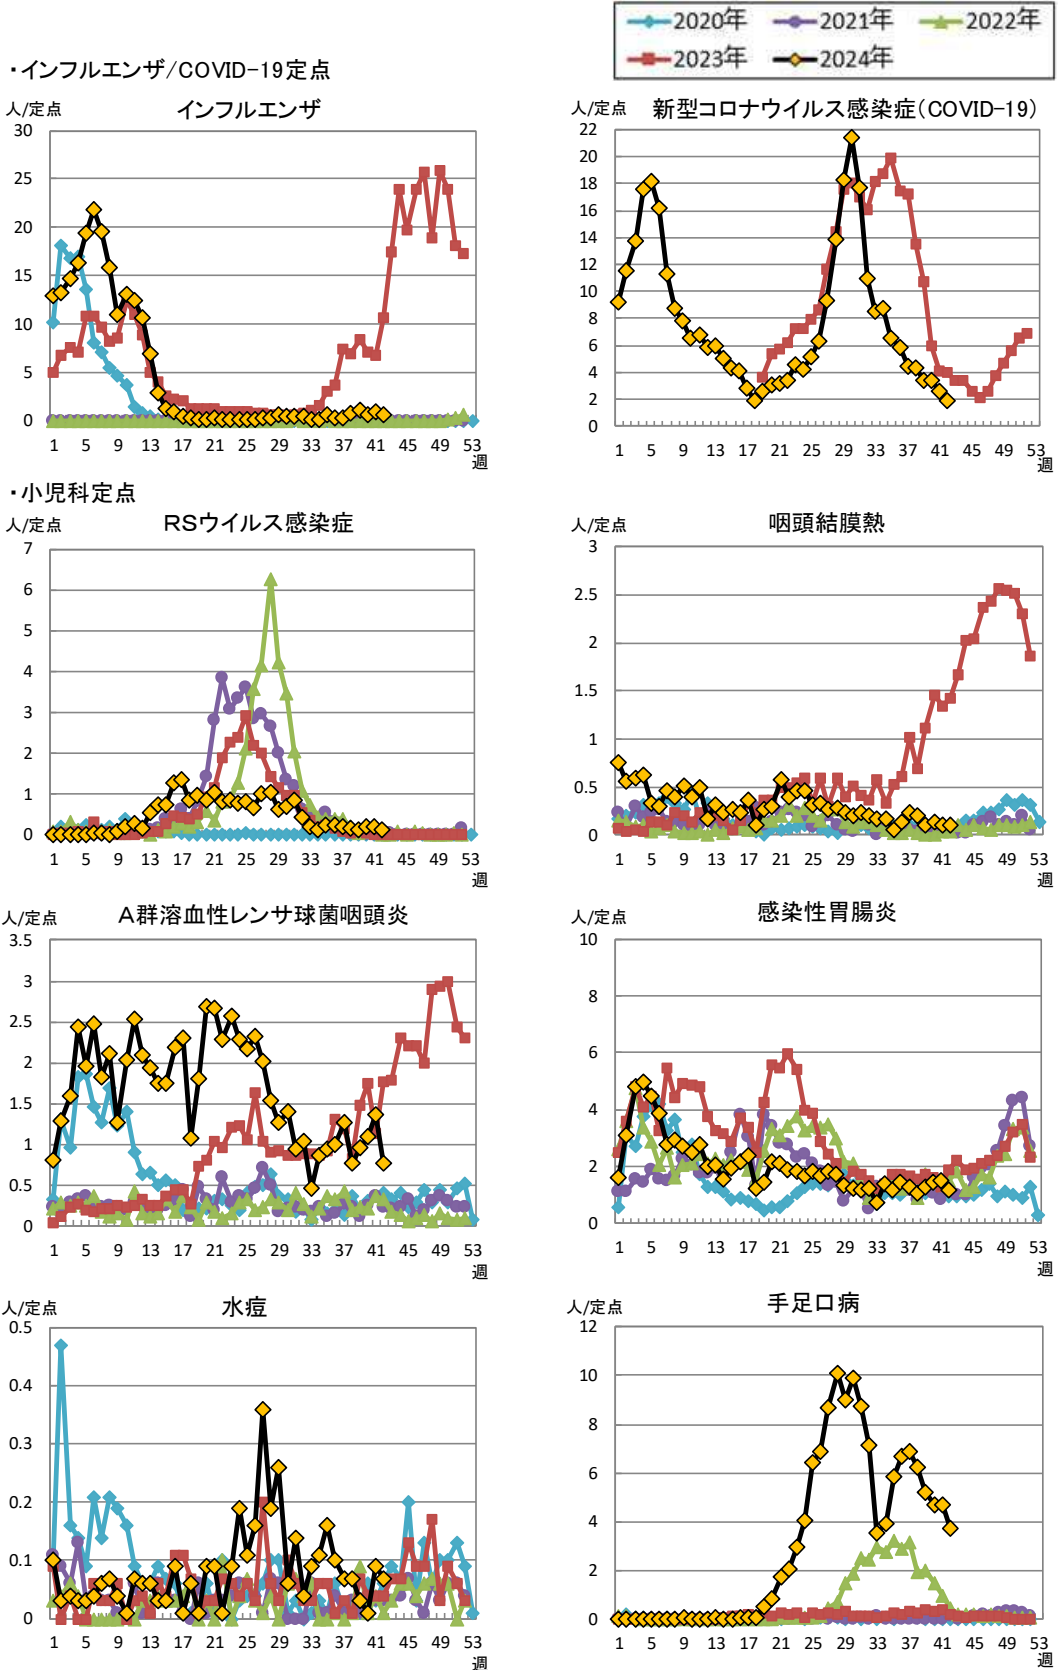 2020年 2021年 2022年
2023年 2024年
・インフルエンザ/COVID-19定点
人/定点 インフルエンザ
30
25
20
15
10
5
0
1 5 9 13 17 21 25 29 33 37 41 45 49 53
週
人/定点 新型コロナウイルス感染症(COVID-19)
22
20
18
16
14
12
10
8
6
4
2
0
1 5 9 13 17 21 25 29 33 37 41 45 49 53
週
・小児科定点
人/定点 RSウイルス感染症
7
6
5
4
3
2
1
0
1 5 9 13 17 21 25 29 33 37 41 45 49 53
週
人/定点 咽頭結膜熱
3
2.5
2
1.5
1
0.5
0
1 5 9 13 17 21 25 29 33 37 41 45 49 53
週
人/定点 A群溶血性レンサ球菌咽頭炎
3.5
3
2.5
2
1.5
1
0.5
0
1 5 9 13 17 21 25 29 33 37 41 45 49 53
週
人/定点 感染性胃腸炎
10
8
6
4
2
0
1 5 9 13 17 21 25 29 33 37 41 45 49 53
週
人/定点 水痘
0.5
0.4
0.3
0.2
0.1
0
1 5 9 13 17 21 25 29 33 37 41 45 49 53
週
人/定点 手足口病
12
10
8
6
4
2
0
1 5 9 13 17 21 25 29 33 37 41 45 49 53
週